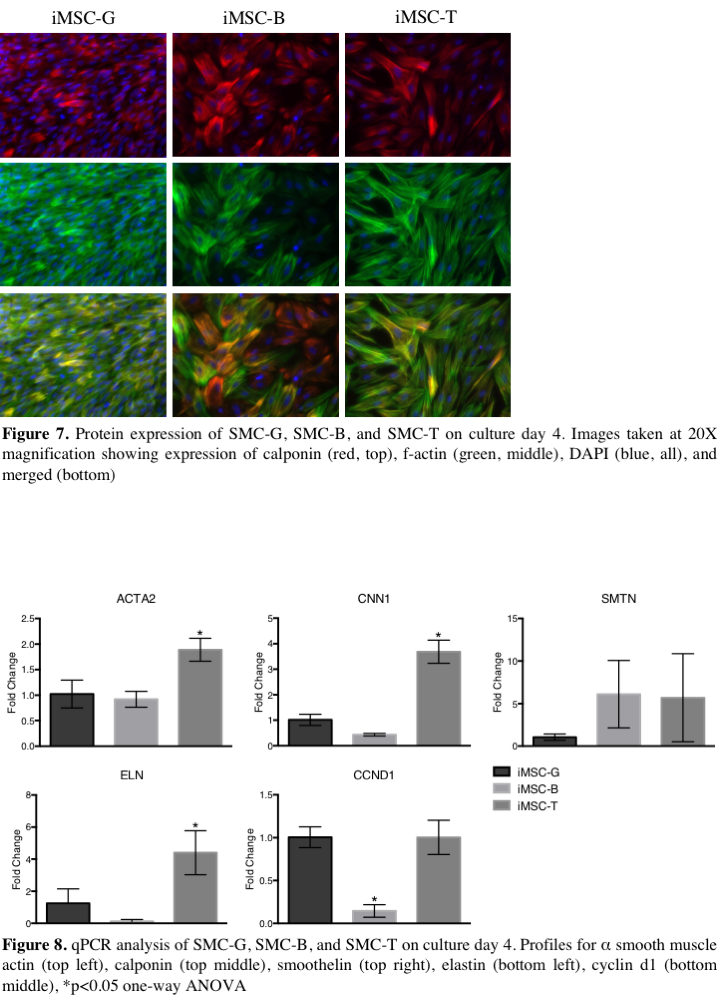 iMSC-G iMSC-B iMSC-T
Figure 7. Protein expression of SMC-G, SMC-B, and SMC-T on culture day 4. Images taken at 20X
magnification showing expression of calponin (red, top), f-actin (green, middle), DAPI (blue, all), and
merged (bottom)
ACTA2
2.5
2.0
1.5
1.0
0.5
0.0
Fold Change
*
CNN1
5
4
3
2
1
0
Fold Change
*
SMTN
15
10
5
0
Fold Change
ELN
8
6
4
2
0
Fold Change
*
CCND1
1.5
1.0
0.5
0.0
Fold Change
*
iMSC-G
iMSC-B
iMSC-T
Figure 8. qPCR analysis of SMC-G, SMC-B, and SMC-T on culture day 4. Profiles for α smooth muscle
actin (top left), calponin (top middle), smoothelin (top right), elastin (bottom left), cyclin d1 (bottom
middle), *p<0.05 one-way ANOVA